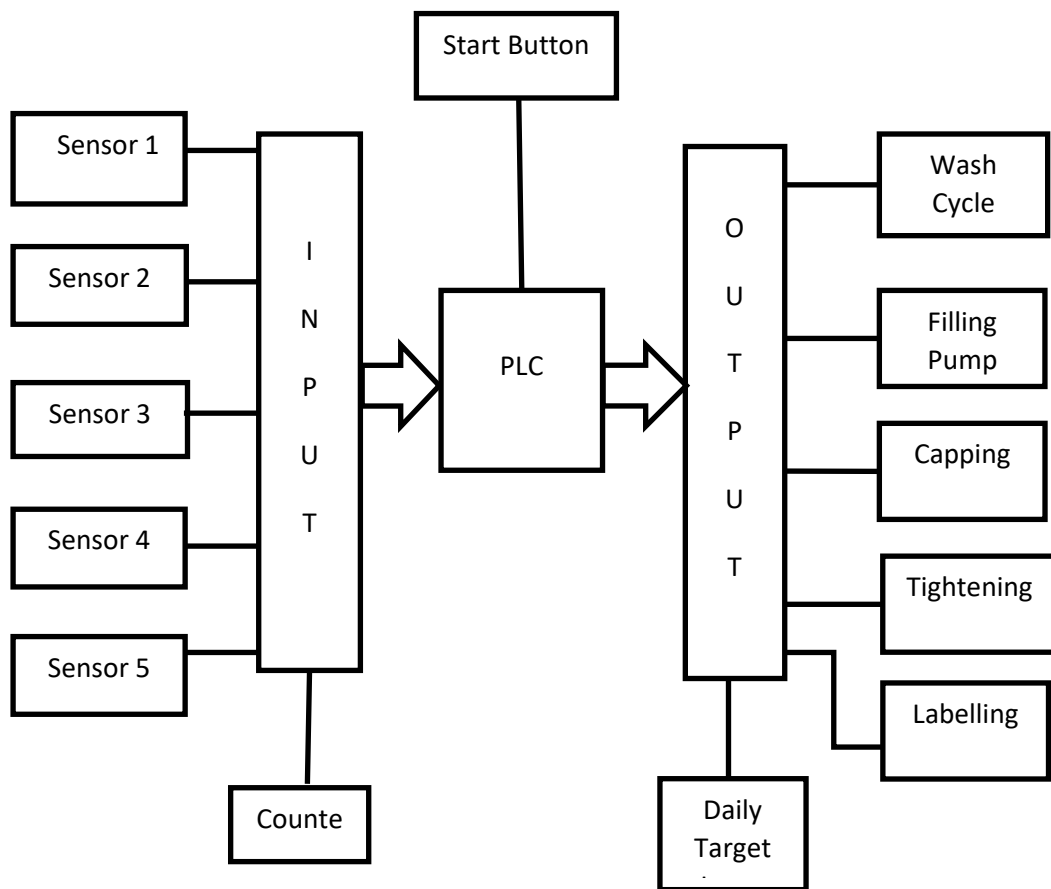 Start Button
Sensor 1
Sensor 2
Sensor 3
Sensor 4
Sensor 5
I
N
P
U
T
Counte
PLC
O
U
T
P
U
T
Wash
Cycle
Filling
Pump
Capping
Tightening
Labelling
Daily
Target